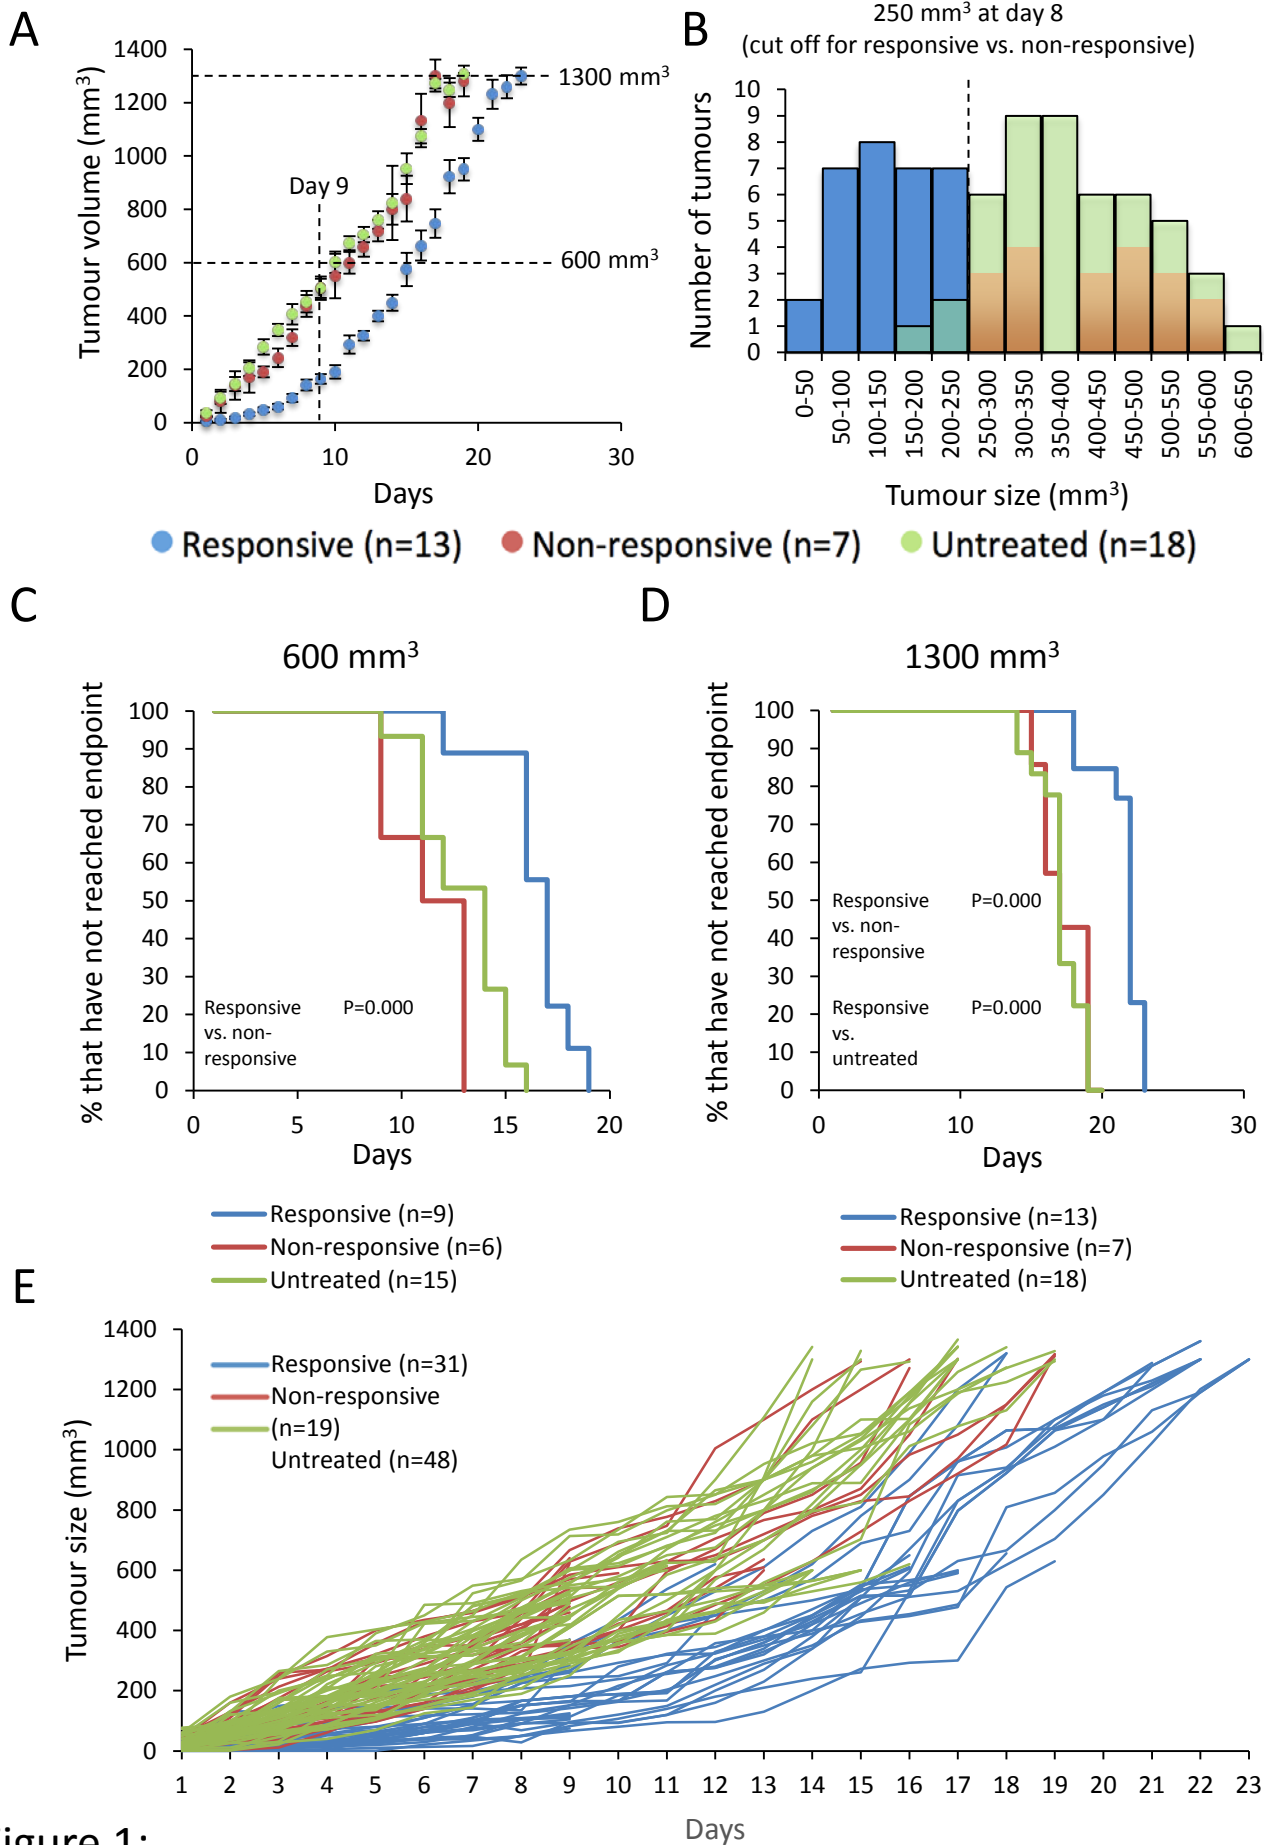 A
Tumour volume (mm³)
1400
1200
1000
800
600
400
200
0
0 10 20 30
Days
Day 9
1300 mm³
600 mm³
B
250 mm³ at day 8
(cut off for responsive vs. non-responsive)
Number of tumours
10
9
8
7
6
5
4
3
2
1
0
0-50
50-100
100-150
150-200
200-250
250-300
300-350
350-400
400-450
450-500
500-550
550-600
600-650
Tumour size (mm³)
Responsive (n=13) Non-responsive (n=7) Untreated (n=18)
C
600 mm³
% that have not reached endpoint
100
90
80
70
60
50
40
30
20
10
0
0 5 10 15 20
Days
Responsive P=0.000
vs. non-
responsive
Responsive (n=9)
Non-responsive (n=6)
Untreated (n=15)
D
1300 mm³
% that have not reached endpoint
100
90
80
70
60
50
40
30
20
10
0
0 10 20 30
Days
Responsive P=0.000
vs. non-
responsive
Responsive P=0.000
vs.
untreated
Responsive (n=13)
Non-responsive (n=7)
Untreated (n=18)
E
Tumour size (mm³)
1400
1200
1000
800
600
400
200
0
Responsive (n=31)
Non-responsive
(n=19)
Untreated (n=48)
1 2 3 4 5 6 7 8 9 10 11 12 13 14 15 16 17 18 19 20 21 22 23
Days
igure 1: